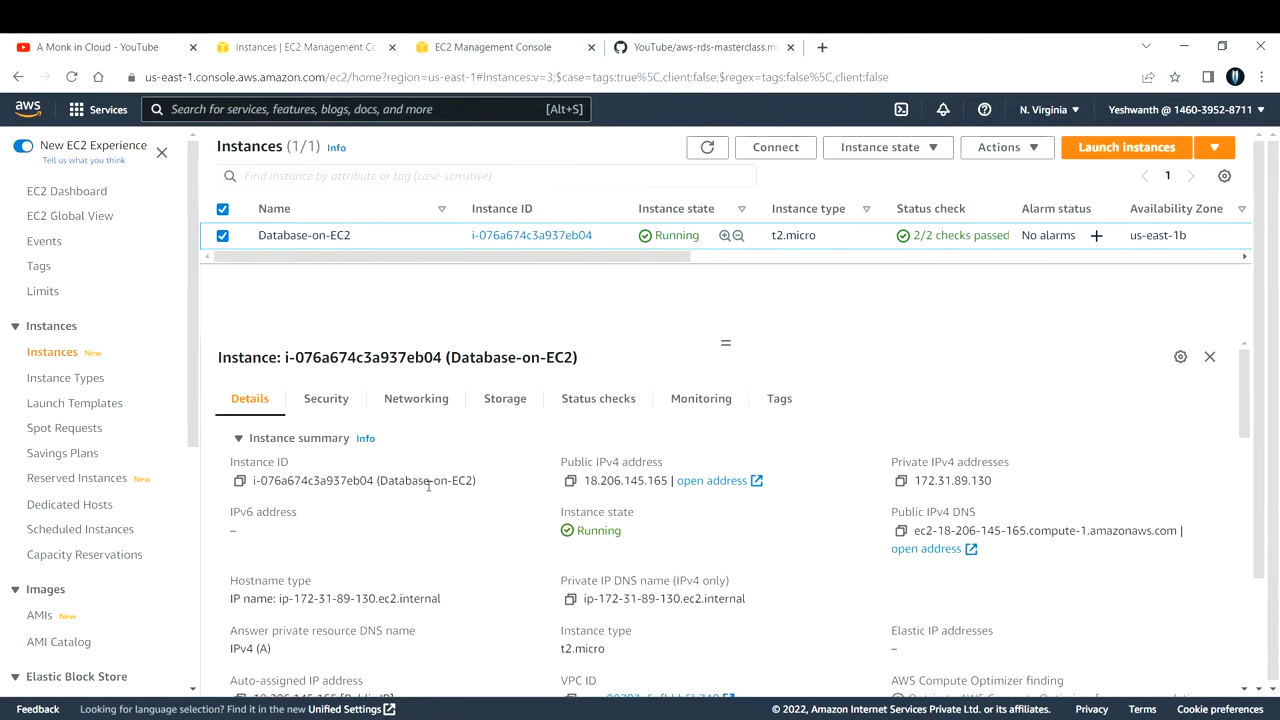 A Monk in Cloud - YouTube
Instances | EC2 Management Co
EC2 Management Console
YouTube/aws-rds-masterclass.m
us-east-1.console.aws.amazon.com/ec2/home?region=us-east-1#Instances:v=3;$case=tags:true%5C,client:false;$regex=tags:false%5C,client:false
aws Services Search for services, features, blogs, docs, and more [Alt+S] N. Virginia ▼ Yeshwanth @ 1460-3952-8711 ▼
New EC2 Experience
Tell us what you think
EC2 Dashboard
EC2 Global View
Events
Tags
Limits
Instances
Instances New
Instance Types
Launch Templates
Spot Requests
Savings Plans
Reserved Instances New
Dedicated Hosts
Scheduled Instances
Capacity Reservations
Images
AMIs New
AMI Catalog
Elastic Block Store
Instances (1/1) Info Connect Instance state ▼ Actions ▼ Launch instances ▼
Find instance by attribute or tag (case-sensitive) 1
Name Instance ID Instance state Instance type Status check Alarm status Availability Zone
Database-on-EC2 i-076a674c3a937eb04 Running t2.micro 2/2 checks passed No alarms + us-east-1b
Instance: i-076a674c3a937eb04 (Database-on-EC2)
Details Security Networking Storage Status checks Monitoring Tags
Instance summary Info
Instance ID
i-076a674c3a937eb04 (Database-on-EC2)
Public IPv4 address
18.206.145.165 | open address
Private IPv4 addresses
172.31.89.130
IPv6 address
–
Instance state
Running
Public IPv4 DNS
ec2-18-206-145-165.compute-1.amazonaws.com |
open address
Hostname type
IP name: ip-172-31-89-130.ec2.internal
Private IP DNS name (IPv4 only)
ip-172-31-89-130.ec2.internal
Answer private resource DNS name
IPv4 (A)
Instance type
t2.micro
Elastic IP addresses
–
Auto-assigned IP address
18.206.145.165 [Public IP]
VPC ID
AWS Compute Optimizer finding
Feedback Looking for language selection? Find it in the new Unified Settings © 2022, Amazon Internet Services Private Ltd. or its affiliates. Privacy Terms Cookie preferences